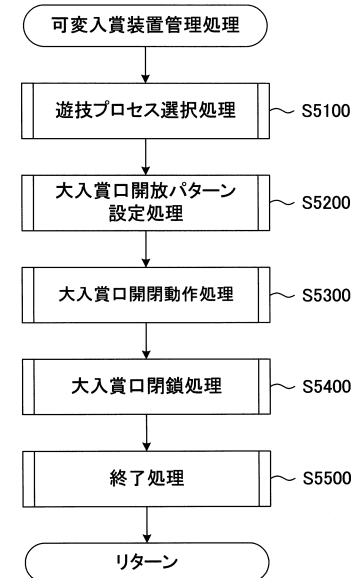 可変入賞装置管理処理
遊技プロセス選択処理
S5100
大入賞口開放パターン
設定処理
S5200
大入賞口開閉動作処理
S5300
大入賞口閉鎖処理
S5400
終了処理
S5500
リターン